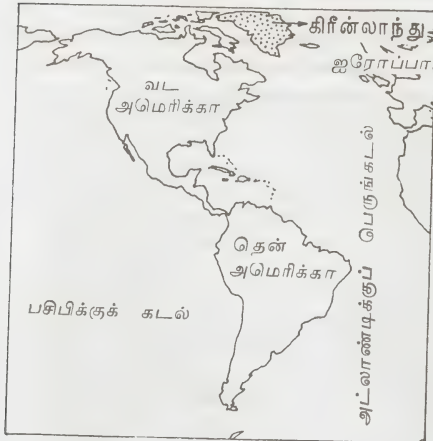 கிரீன்லாந்து
ஐரோப்பா
வட
அமெரிக்கா
தென்
அமெரிக்கா
பசிபிக்குக் கடல்
அட்லாண்டிக்குப் பெருங்கடல்